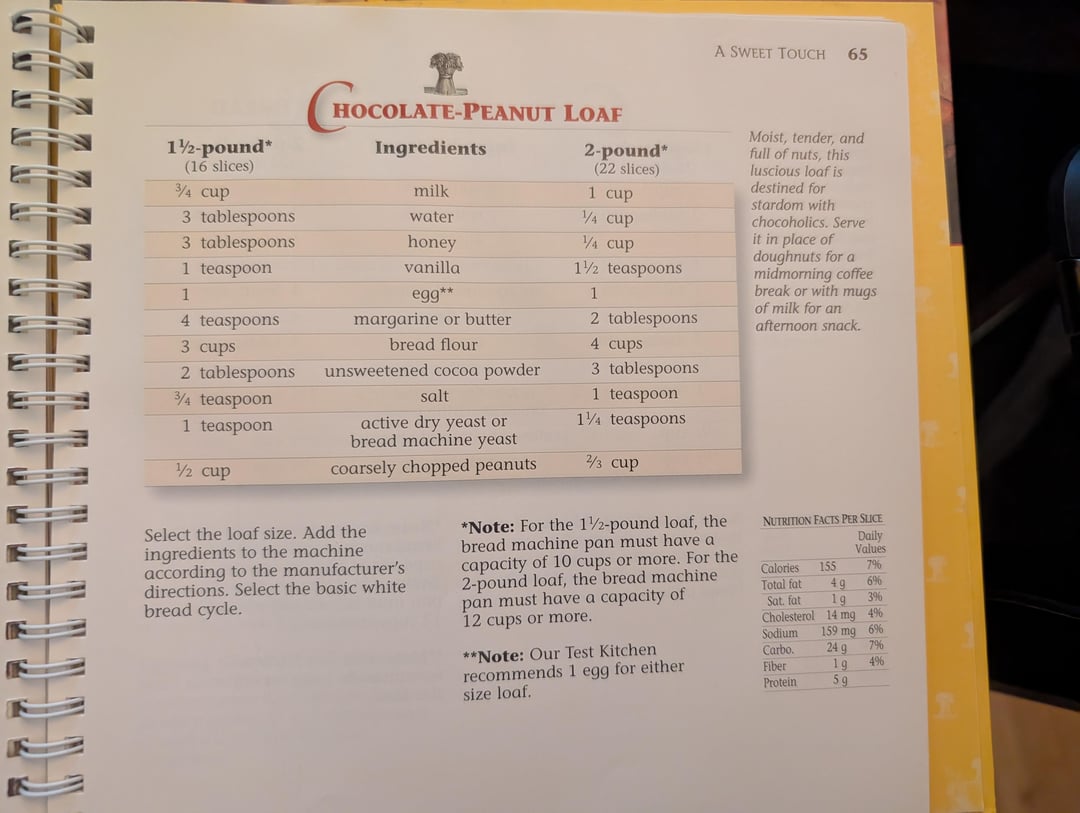 A SWEET TOUCH 65
CHOCOLATE-PEANUT LOAF
1½-pound* Ingredients 2-pound*
(16 slices) (22 slices)
¾ cup milk 1 cup
3 tablespoons water ¼ cup
3 tablespoons honey ¼ cup
1 teaspoon vanilla 1½ teaspoons
1 egg** 1
4 teaspoons margarine or butter 2 tablespoons
3 cups bread flour 4 cups
2 tablespoons unsweetened cocoa powder 3 tablespoons
¾ teaspoon salt 1 teaspoon
1 teaspoon active dry yeast or 1¼ teaspoons
bread machine yeast
½ cup coarsely chopped peanuts ⅔ cup
Moist, tender, and
full of nuts, this
luscious loaf is
destined for
stardom with
chocoholics. Serve
it in place of
doughnuts for a
midmorning coffee
break or with mugs
of milk for an
afternoon snack.
Select the loaf size. Add the
ingredients to the machine
according to the manufacturer's
directions. Select the basic white
bread cycle.
*Note: For the 1½-pound loaf, the
bread machine pan must have a
capacity of 10 cups or more. For the
2-pound loaf, the bread machine
pan must have a capacity of
12 cups or more.
**Note: Our Test Kitchen
recommends 1 egg for either
size loaf.
NUTRITION FACTS PER SLICE
Daily
Values
Calories 155 7%
Total fat 4 g 6%
Sat. fat 1 g 3%
Cholesterol 14 mg 4%
Sodium 159 mg 6%
Carbo. 24 g 7%
Fiber 1 g 4%
Protein 5 g